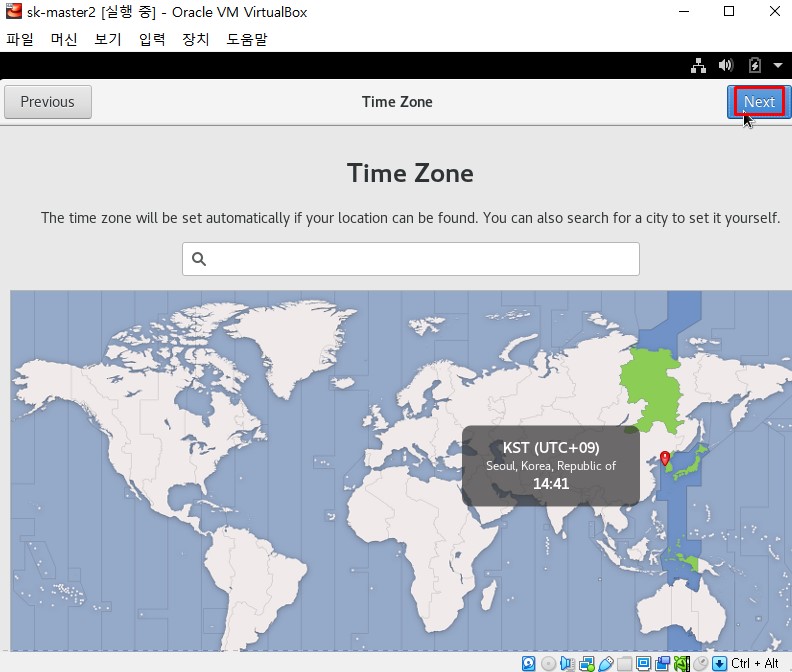 sk-master2 [실행 중] - Oracle VM VirtualBox
파일 머신 보기 입력 장치 도움말
Previous
Time Zone
Next
Time Zone
The time zone will be set automatically if your location can be found. You can also search for a city to set it yourself.
KST (UTC+09)
Seoul, Korea, Republic of
14:41
Ctrl + Alt